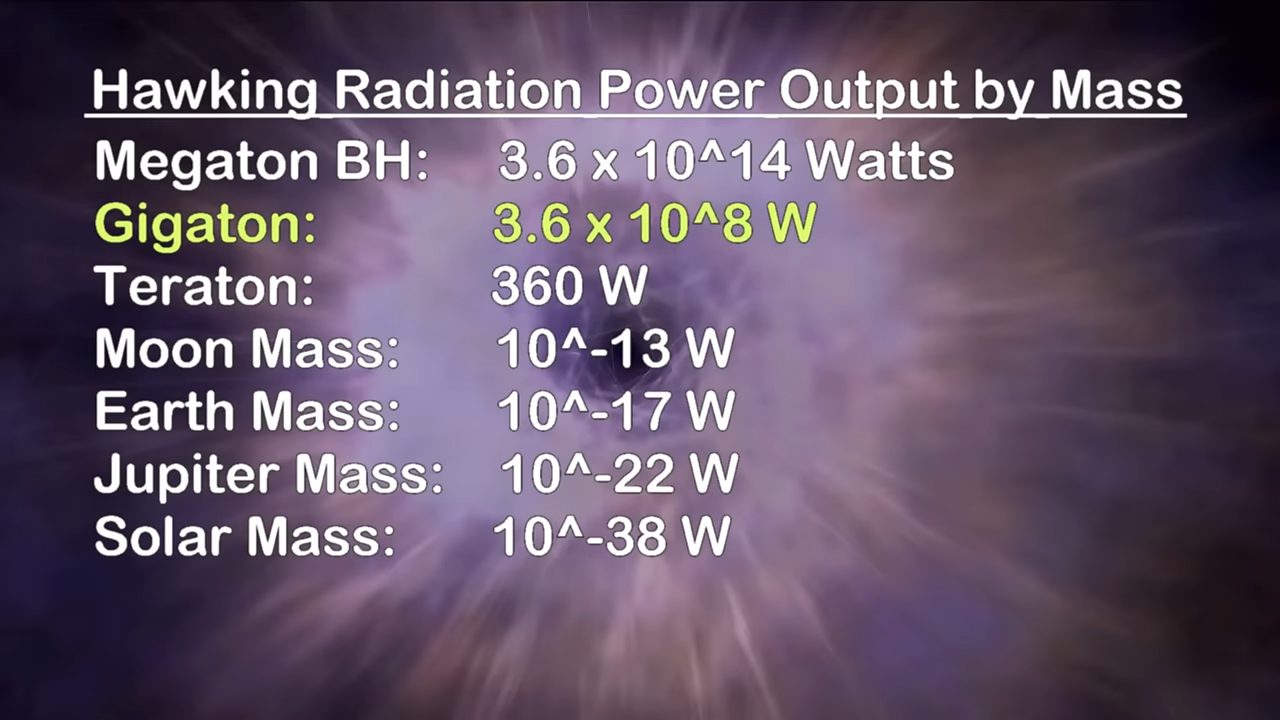 Hawking Radiation Power Output by Mass
Megaton BH: 3.6 x 10^14 Watts
Gigaton: 3.6 x 10^8 W
Teraton: 360 W
Moon Mass: 10^-13 W
Earth Mass: 10^-17 W
Jupiter Mass: 10^-22 W
Solar Mass: 10^-38 W